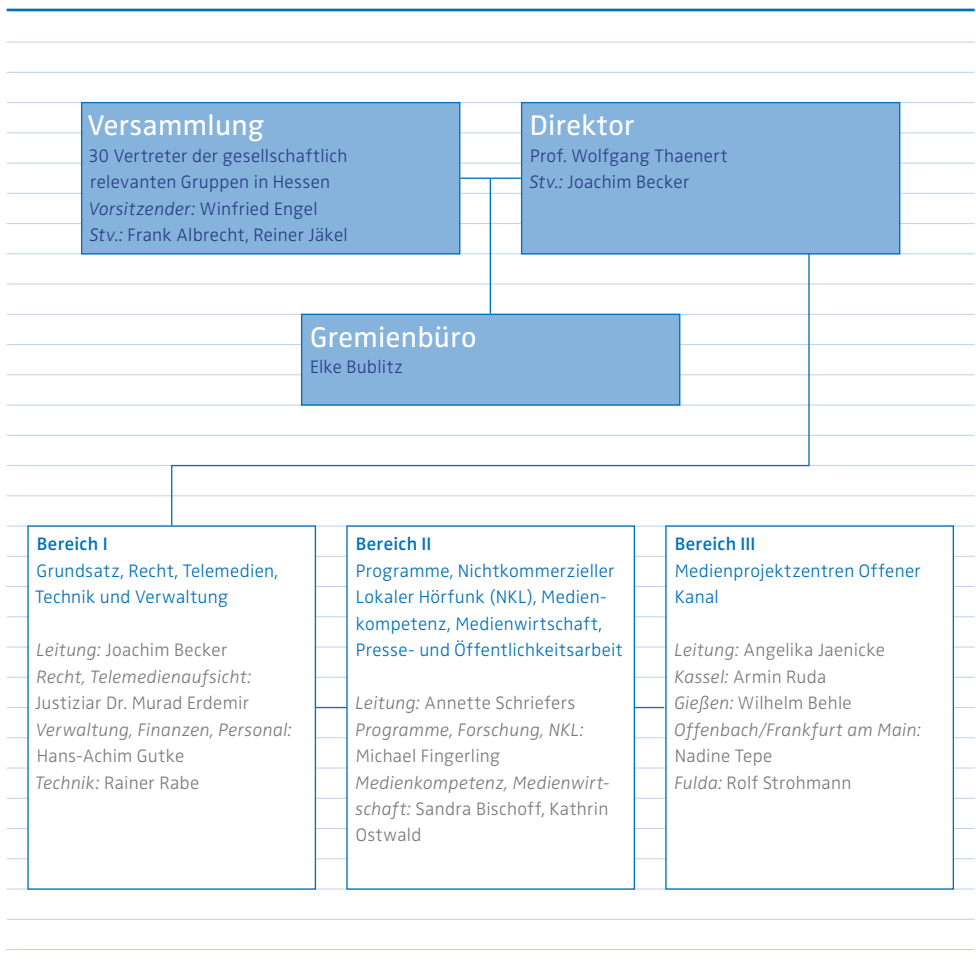 Versammlung
30 Vertreter der gesellschaftlich
relevanten Gruppen in Hessen
Vorsitzender: Winfried Engel
Stv.: Frank Albrecht, Reiner Jäkel
Direktor
Prof. Wolfgang Thaenert
Stv.: Joachim Becker
Gremienbüro
Elke Bublitz
Bereich I
Grundsatz, Recht, Telemedien,
Technik und Verwaltung
Leitung: Joachim Becker
Recht, Telemedienaufsicht:
Justiziar Dr. Murad Erdemir
Verwaltung, Finanzen, Personal:
Hans-Achim Gutke
Technik: Rainer Rabe
Bereich II
Programme, Nichtkommerzieller
Lokaler Hörfunk (NKL), Medien-
kompetenz, Medienwirtschaft,
Presse- und Öffentlichkeitsarbeit
Leitung: Annette Schriefers
Programme, Forschung, NKL:
Michael Fingerling
Medienkompetenz, Medienwirt-
schaft: Sandra Bischoff, Kathrin
Ostwald
Bereich III
Medienprojektzentren Offener
Kanal
Leitung: Angelika Jaenicke
Kassel: Armin Ruda
Gießen: Wilhelm Behle
Offenbach/Frankfurt am Main:
Nadine Tepe
Fulda: Rolf Strohmann